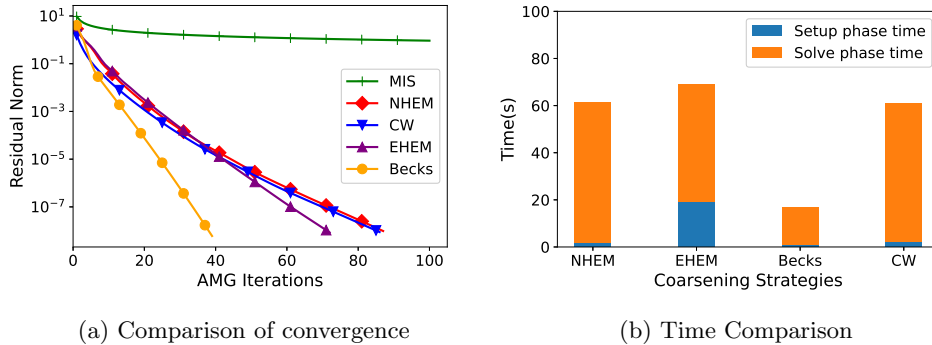 10^1
10^-1
10^-3
10^-5
10^-7
Residual Norm
0 20 40 60 80 100
AMG Iterations
MIS
NHEM
CW
EHEM
Becks
(a) Comparison of convergence
100
80
60
40
20
0
Time(s)
Setup phase time
Solve phase time
NHEM EHEM Becks CW
Coarsening Strategies
(b) Time Comparison